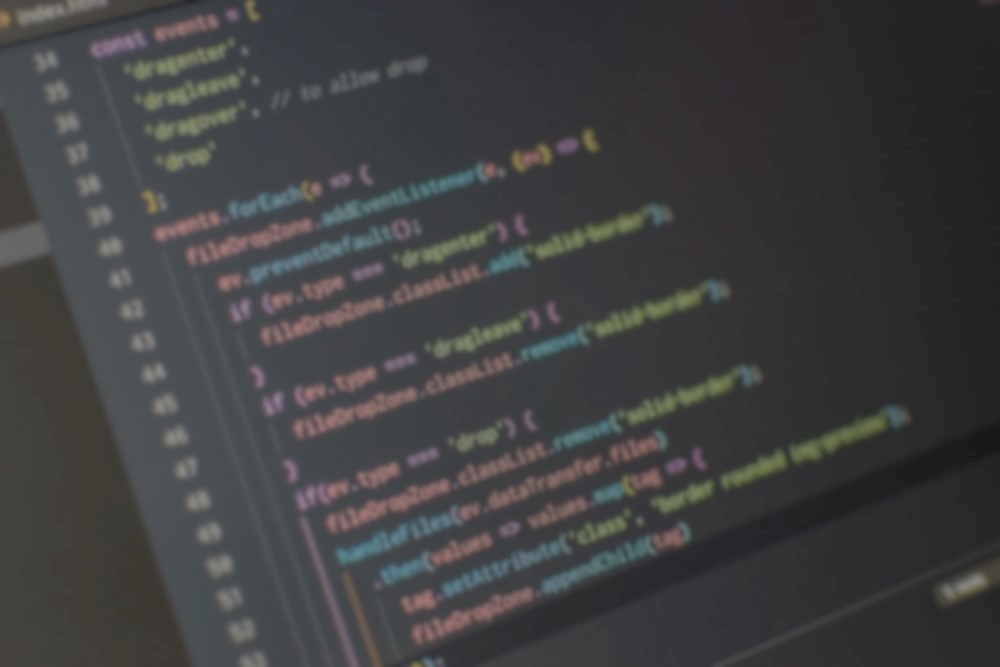 index.html
34 const events = [
35 'dragenter',
36 'dragleave',
37 'dragover', // to allow drop
38 'drop'
39 ];
40 events.forEach(e => {
41 fileDropZone.addEventListener(e, (ev) => {
42 ev.preventDefault();
43 if (ev.type === 'dragenter') {
44 fileDropZone.classList.add("solid-border");
45 }
46 if (ev.type === 'dragleave') {
47 fileDropZone.classList.remove("solid-border");
48 }
49 if(ev.type === 'drop') {
50 fileDropZone.classList.remove("solid-border");
51 handleFiles(ev.dataTransfer.files)
52 .then(values => values.map(tag => {
53 tag.setAttribute('class', "border rounded img-preview");
fileDropZone.appendChild(tag)
});